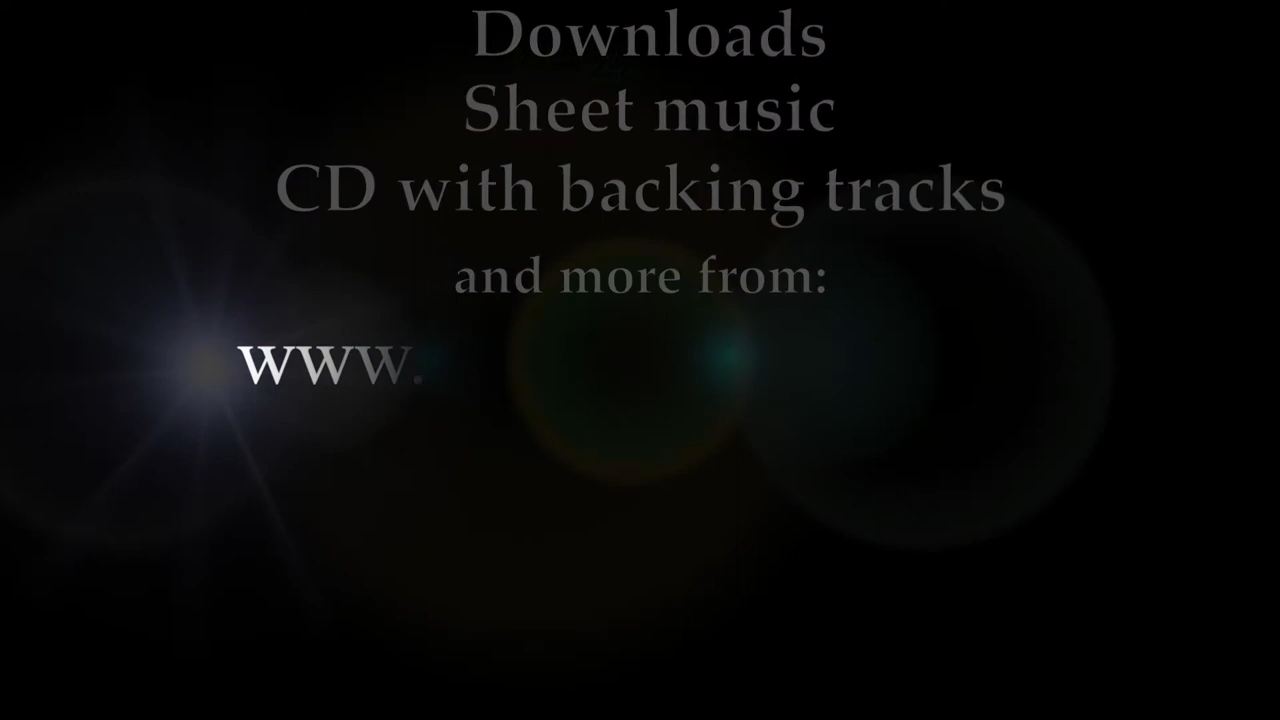 Downloads
Sheet music
CD with backing tracks
and more from:
www.